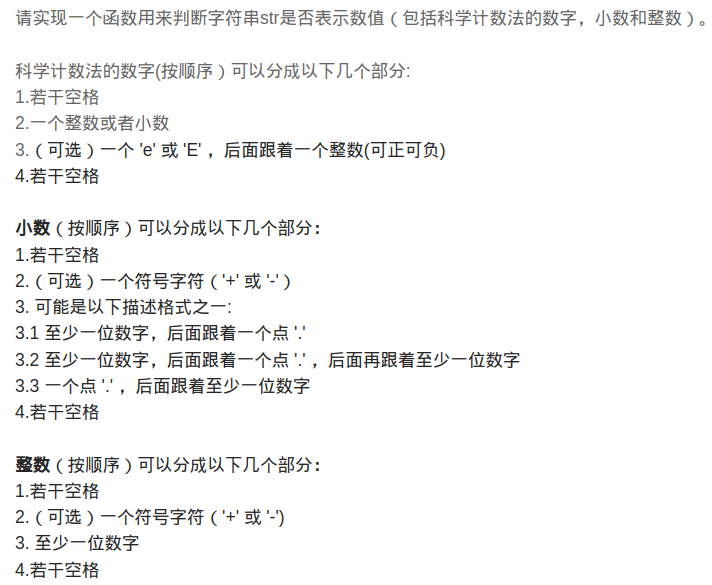 请实现一个函数用来判断字符串str是否表示数值（包括科学计数法的数字，小数和整数）。
科学计数法的数字(按顺序）可以分成以下几个部分:
1.若干空格
2.一个整数或者小数
3.（可选）一个 'e' 或 'E' ，后面跟着一个整数(可正可负)
4.若干空格
小数（按顺序）可以分成以下几个部分：
1.若干空格
2.（可选）一个符号字符（'+' 或 '-'）
3. 可能是以下描述格式之一:
3.1 至少一位数字，后面跟着一个点 '.'
3.2 至少一位数字，后面跟着一个点 '.' ，后面再跟着至少一位数字
3.3 一个点 '.' ，后面跟着至少一位数字
4.若干空格
整数（按顺序）可以分成以下几个部分：
1.若干空格
2.（可选）一个符号字符（'+' 或 '-')
3. 至少一位数字
4.若干空格